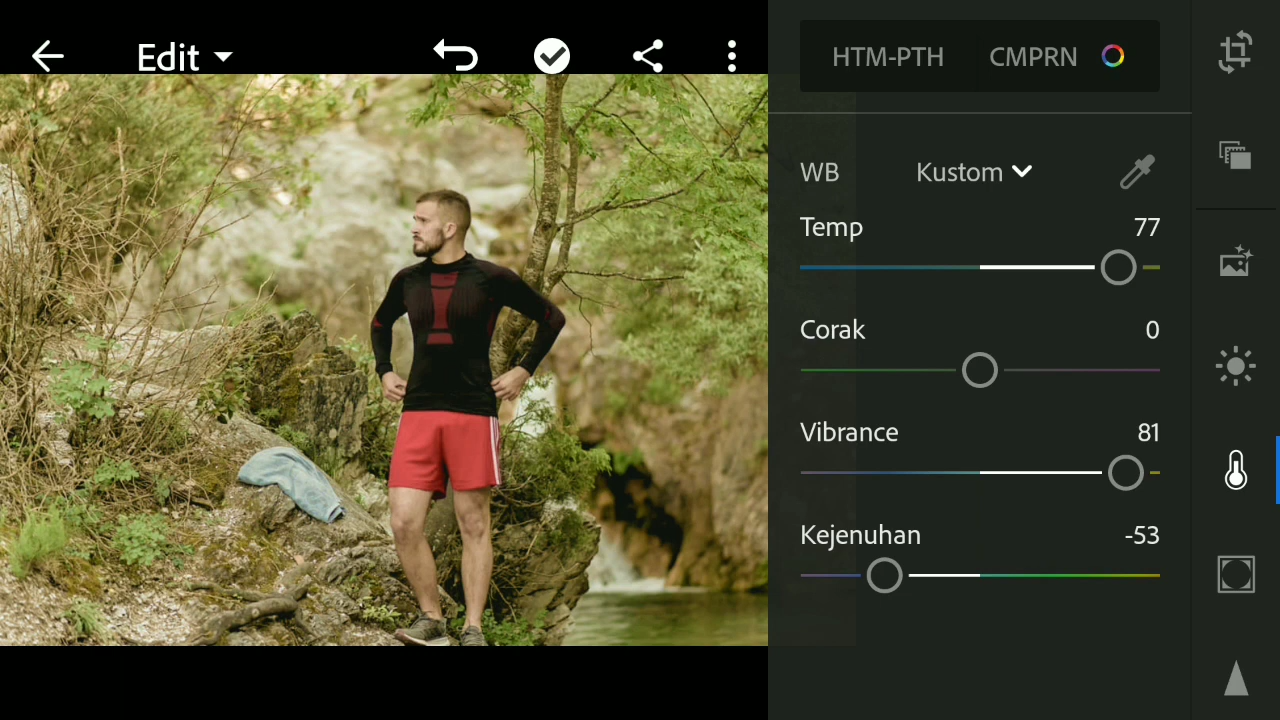 Edit
HTM-PTH CMPRN
WB Kustom
Temp 77
Corak 0
Vibrance 81
Kejenuhan -53